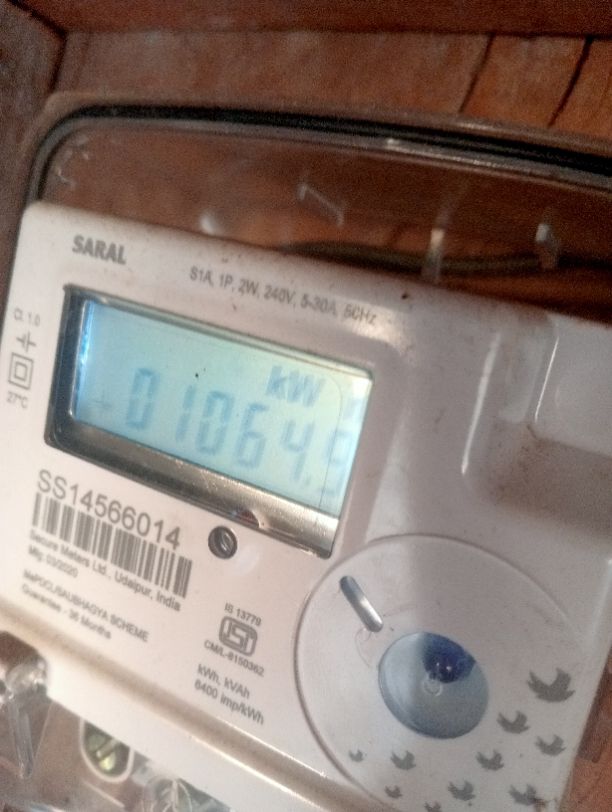 SARAL
S1A, 1P, 2W, 240V, 5-30A, 50Hz
Cl. 1.0
27°C
kW
01064.9
SS14566014
Secure Meters Ltd., Udaipur, India
Mfg. 03/2020
SAUBHAGYA SCHEME
Guarantee - 36 Months
IS 13779
ISI
CM/L-8150362
kWh, kVAh
6400 imp/kWh